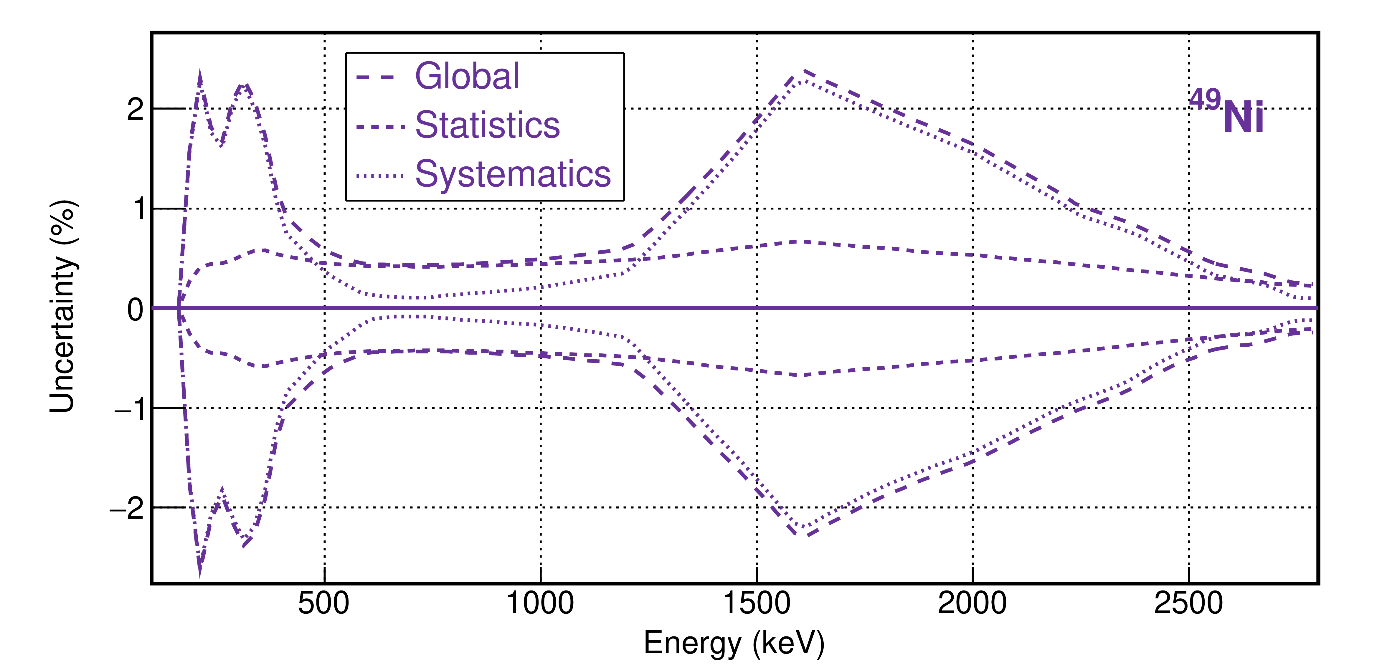 Global
Statistics
Systematics
⁴⁹Ni
2
1
0
−1
−2
Uncertainty (%)
500 1000 1500 2000 2500
Energy (keV)